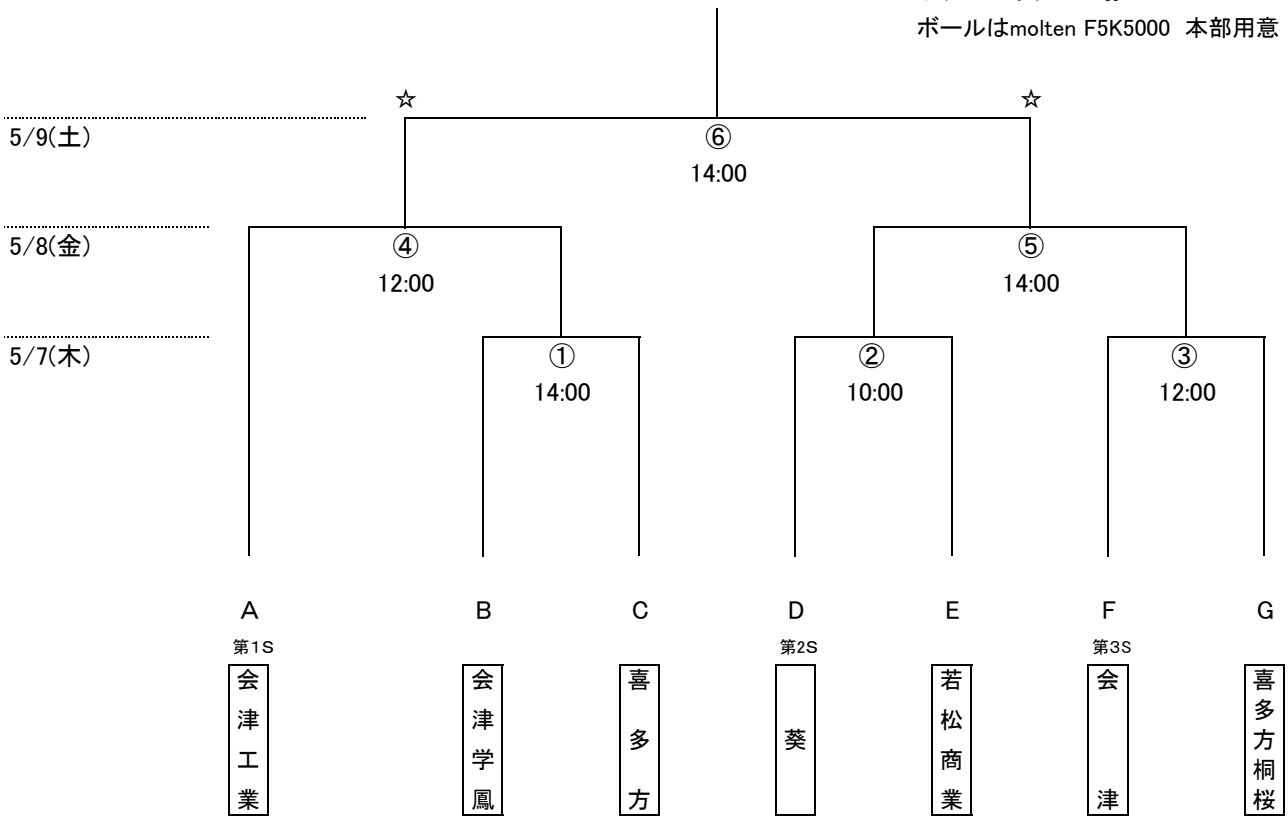 ボールはmolten F5K5000 本部用意
☆ ☆
5/9(土)
⑥
14:00
5/8(金)
④ ⑤
12:00 14:00
5/7(木)
① ② ③
14:00 10:00 12:00
A B C D E F G
第1S 第2S 第3S
会津工業
会津学鳳
喜多方
葵
若松商業
会津
喜多方桐桜